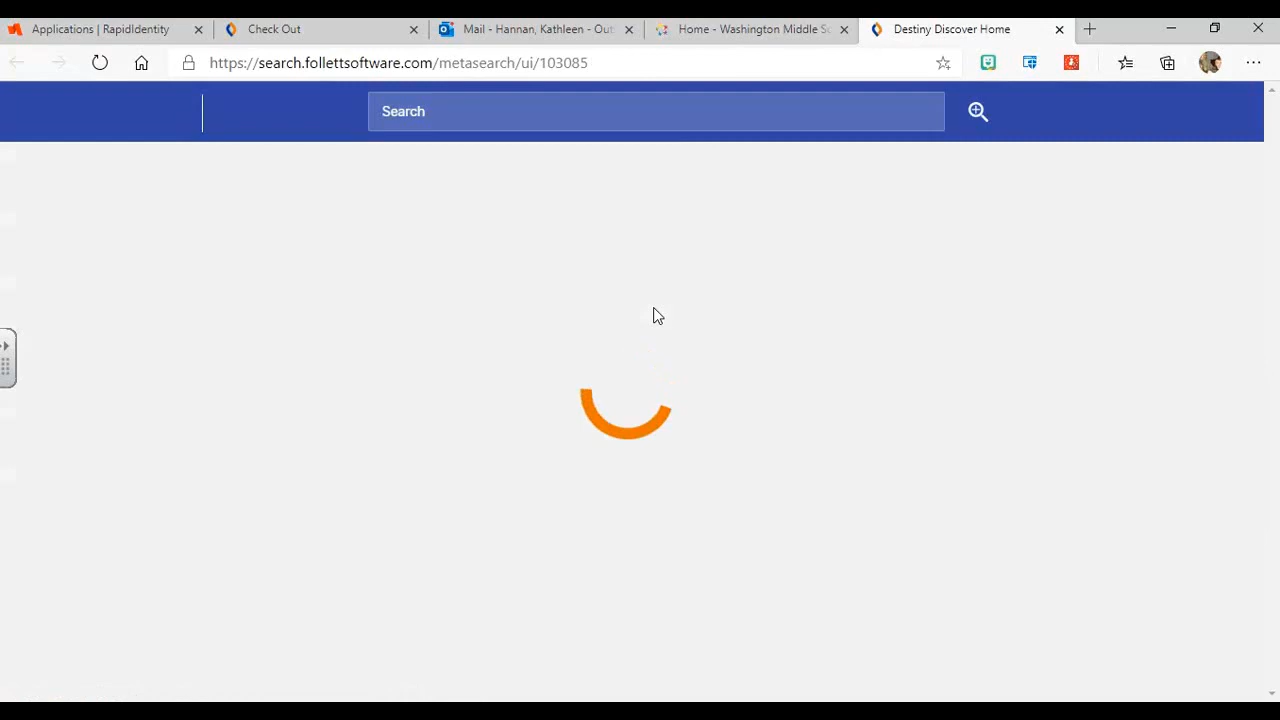 Applications | RapidIdentity
Check Out
Mail - Hannan, Kathleen - Out
Home - Washington Middle Sc
Destiny Discover Home
https://search.follettsoftware.com/metasearch/ui/103085
Search